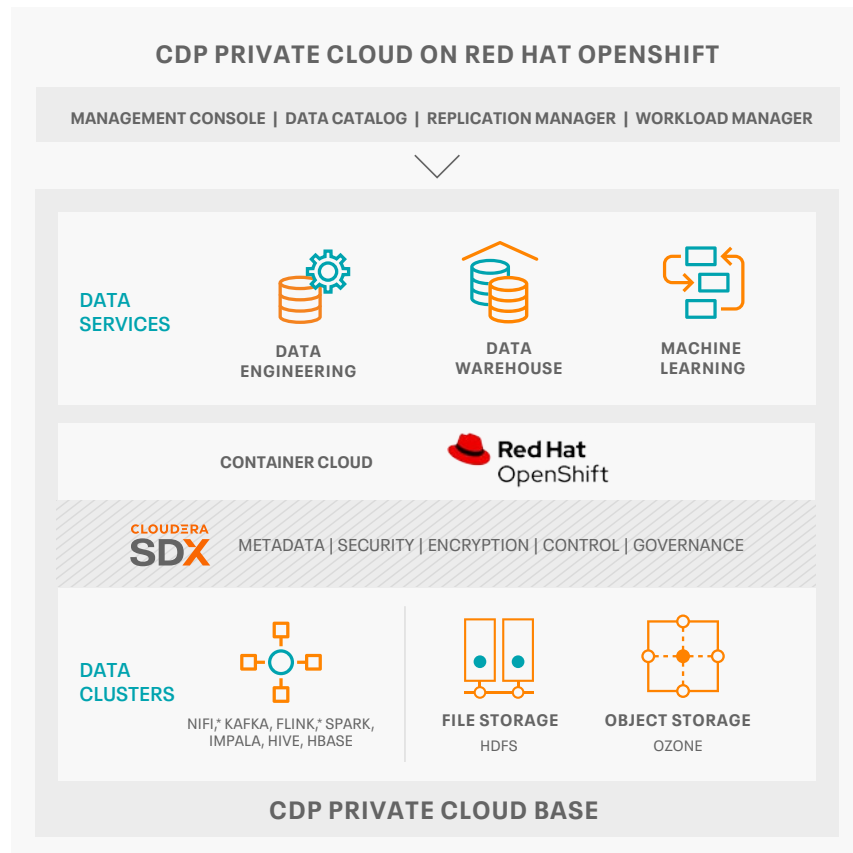 CDP PRIVATE CLOUD ON RED HAT OPENSHIFT
MANAGEMENT CONSOLE | DATA CATALOG | REPLICATION MANAGER | WORKLOAD MANAGER
DATA
SERVICES
DATA
ENGINEERING
DATA
WAREHOUSE
MACHINE
LEARNING
CONTAINER CLOUD
Red Hat
OpenShift
CLOUDERA
SDX
METADATA | SECURITY | ENCRYPTION | CONTROL | GOVERNANCE
DATA
CLUSTERS
NIFI,* KAFKA, FLINK,* SPARK,
IMPALA, HIVE, HBASE
FILE STORAGE
HDFS
OBJECT STORAGE
OZONE
CDP PRIVATE CLOUD BASE